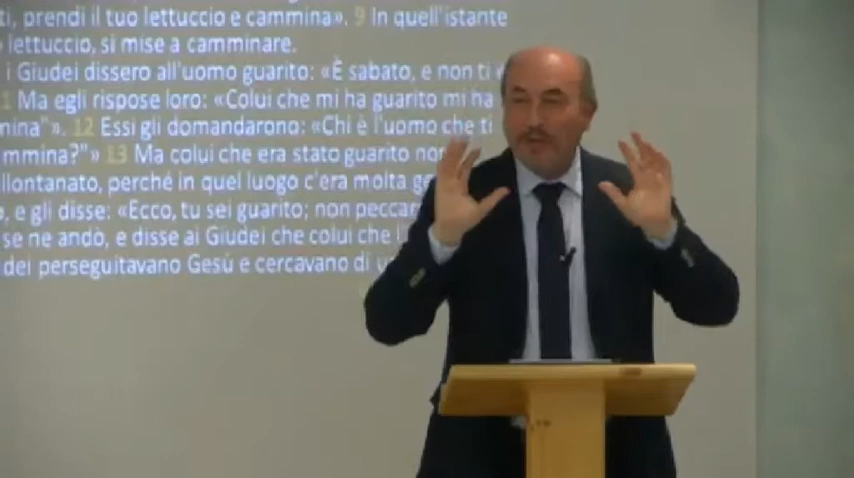 ti, prendi il tuo lettuccio e cammina». 9 In quell'istante
lettuccio, si mise a camminare.
i Giudei dissero all'uomo guarito: «È sabato, e non ti
1 Ma egli rispose loro: «Colui che mi ha guarito mi ha
mina"». 12 Essi gli domandarono: «Chi è l'uomo che ti
mmina?"» 13 Ma colui che era stato guarito non
llontanato, perché in quel luogo c'era molta
, e gli disse: «Ecco, tu sei guarito; non peccar
se ne andò, e disse ai Giudei che colui che
dei perseguitavano Gesù e cercavano di